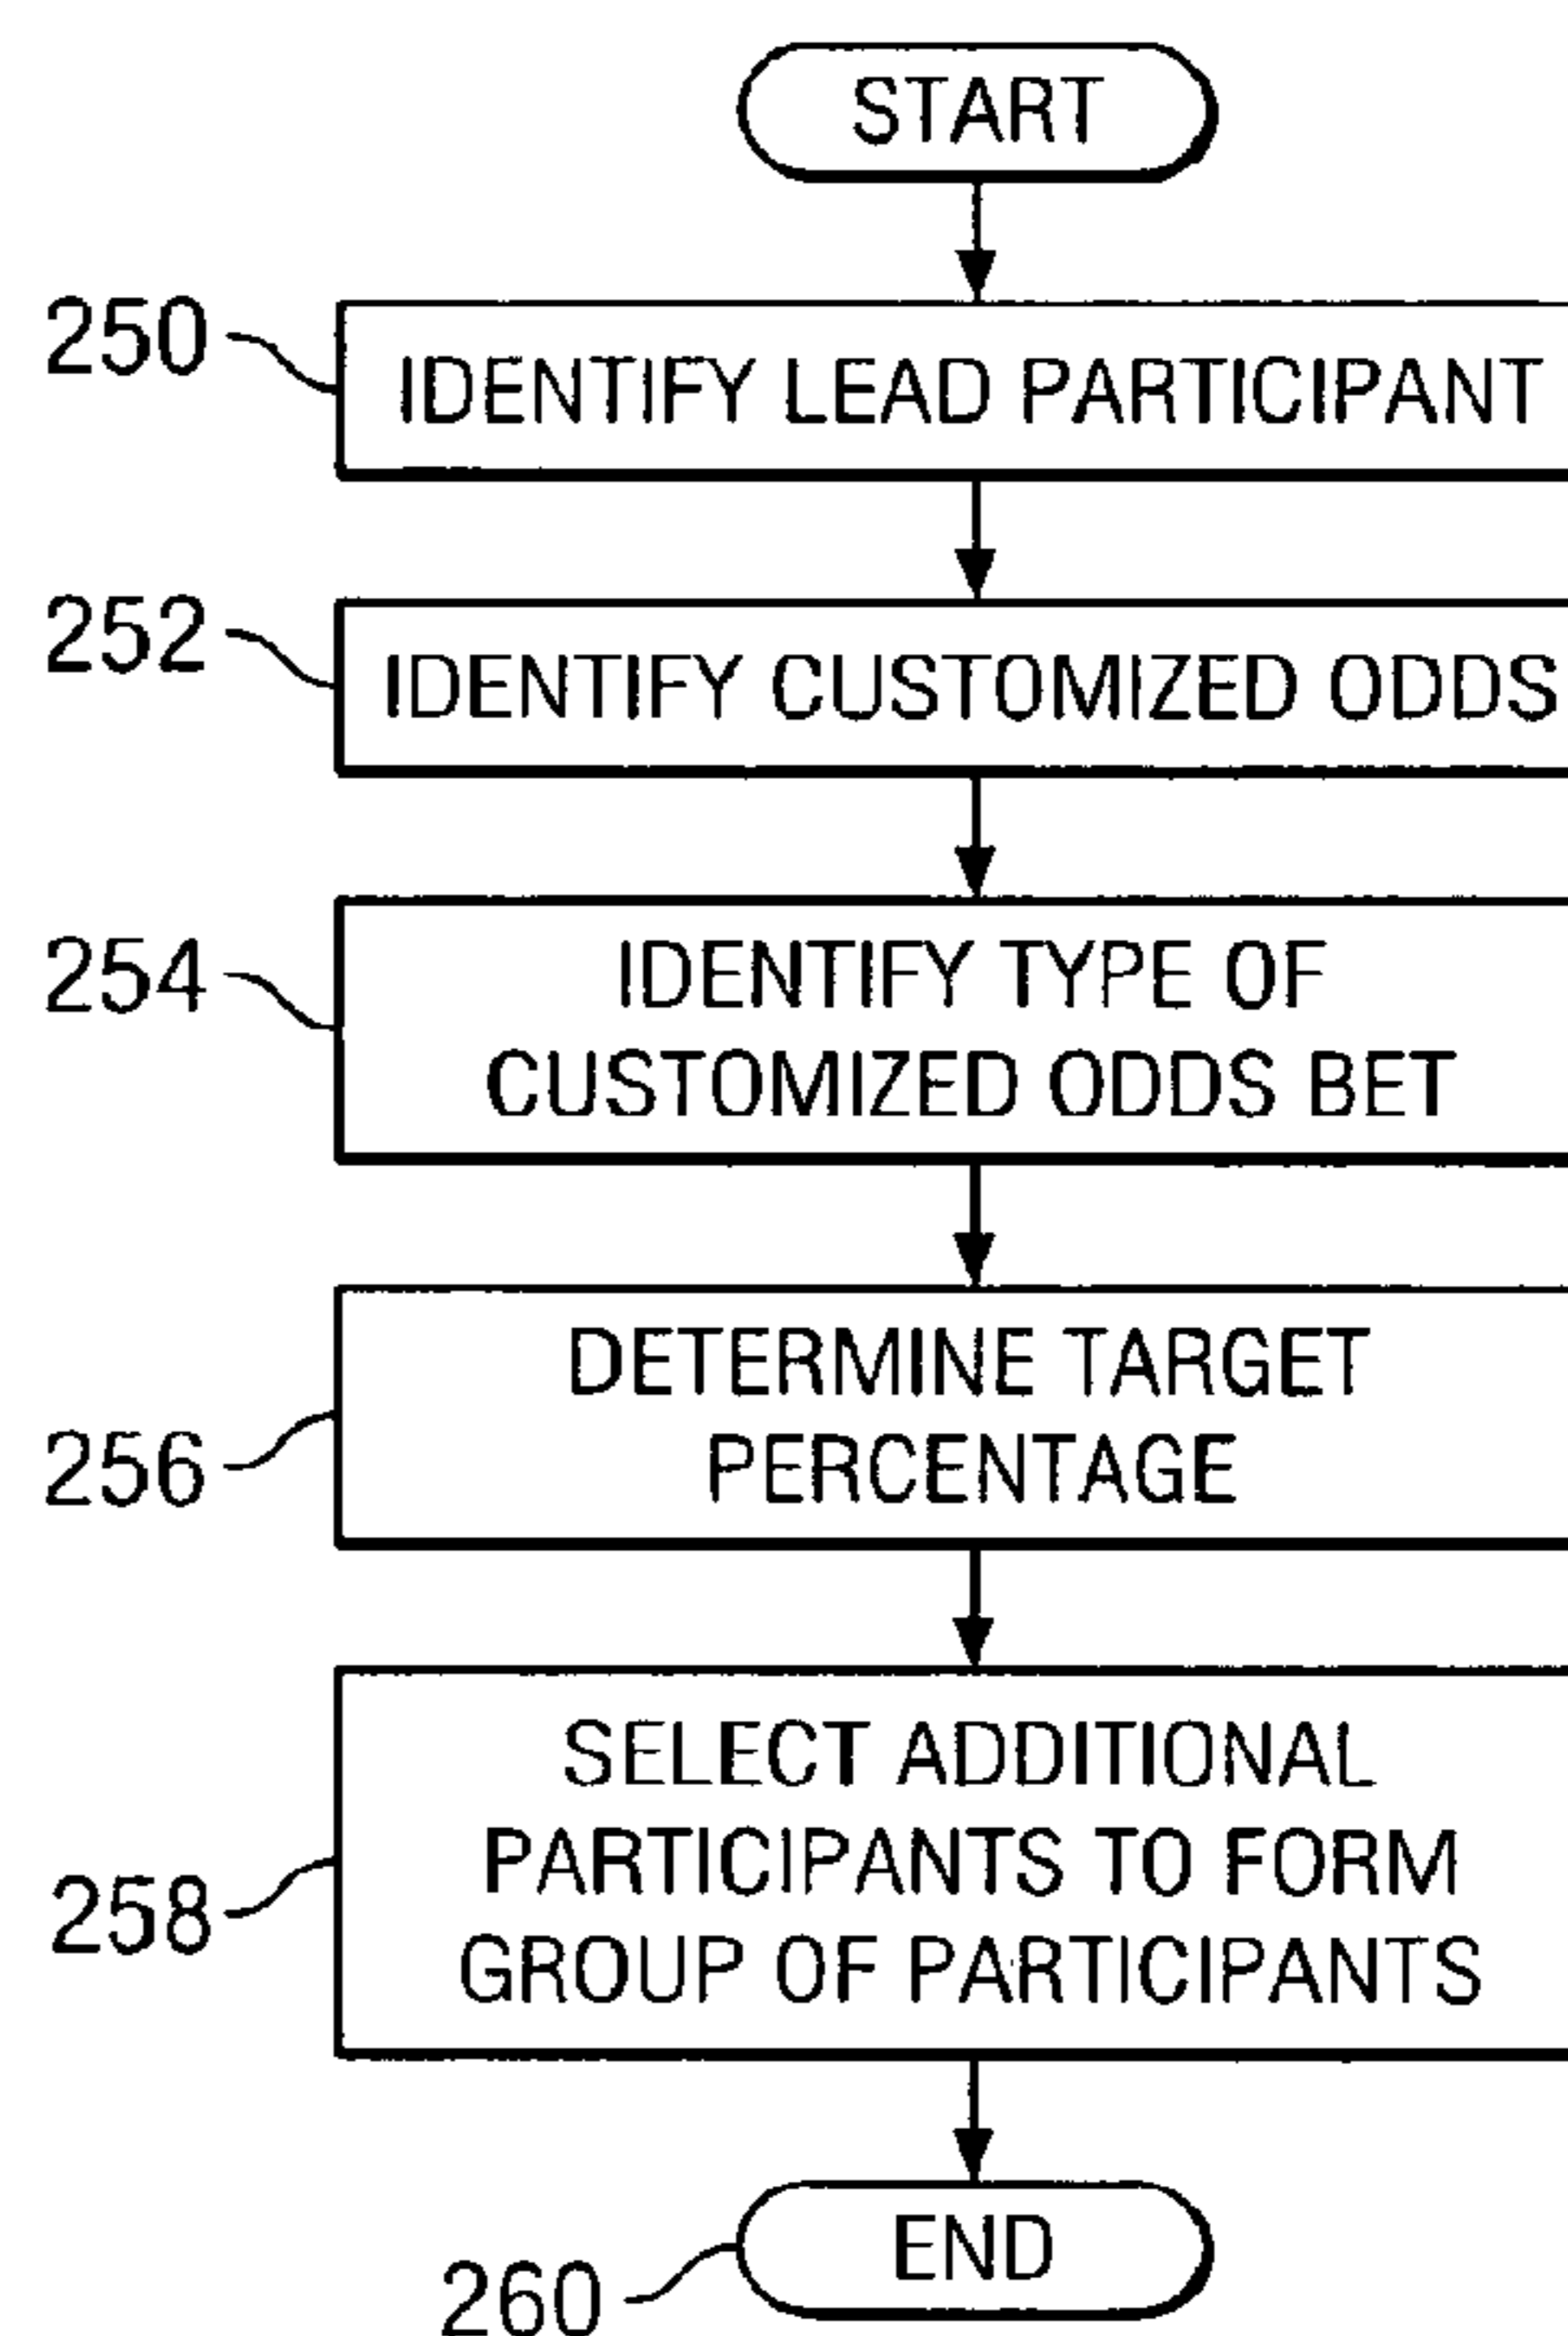 START
250
IDENTIFY LEAD PARTICIPANT
252
IDENTIFY CUSTOMIZED ODDS
254
IDENTIFY TYPE OF
CUSTOMIZED ODDS BET
256
DETERMINE TARGET
PERCENTAGE
258
SELECT ADDITIONAL
PARTICIPANTS TO FORM
GROUP OF PARTICIPANTS
260
END